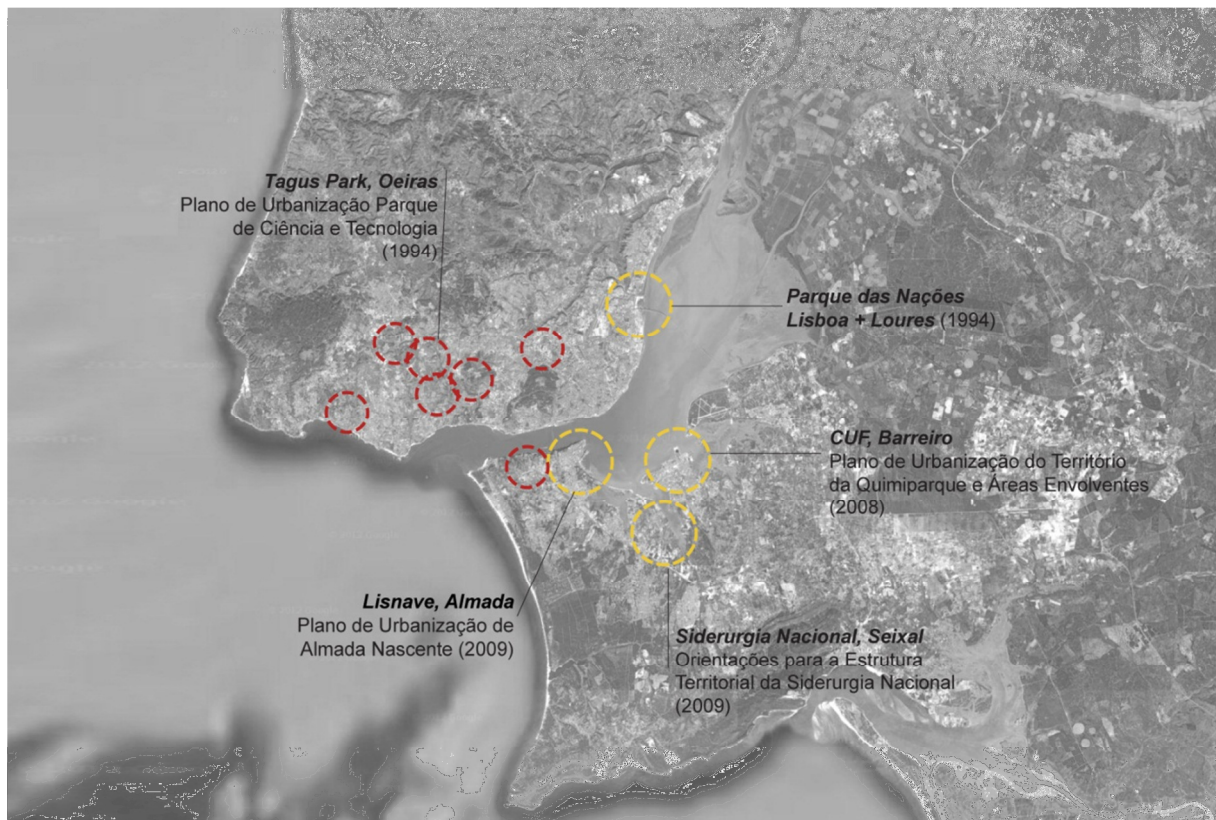 Tagus Park, Oeiras
Plano de Urbanização Parque
de Ciência e Tecnologia
(1994)
Parque das Nações
Lisboa + Loures (1994)
CUF, Barreiro
Plano de Urbanização do Território
da Quimiparque e Áreas Envolventes
(2008)
Lisnave, Almada
Plano de Urbanização de
Almada Nascente (2009)
Siderurgia Nacional, Seixal
Orientações para a Estrutura
Territorial da Siderurgia Nacional
(2009)